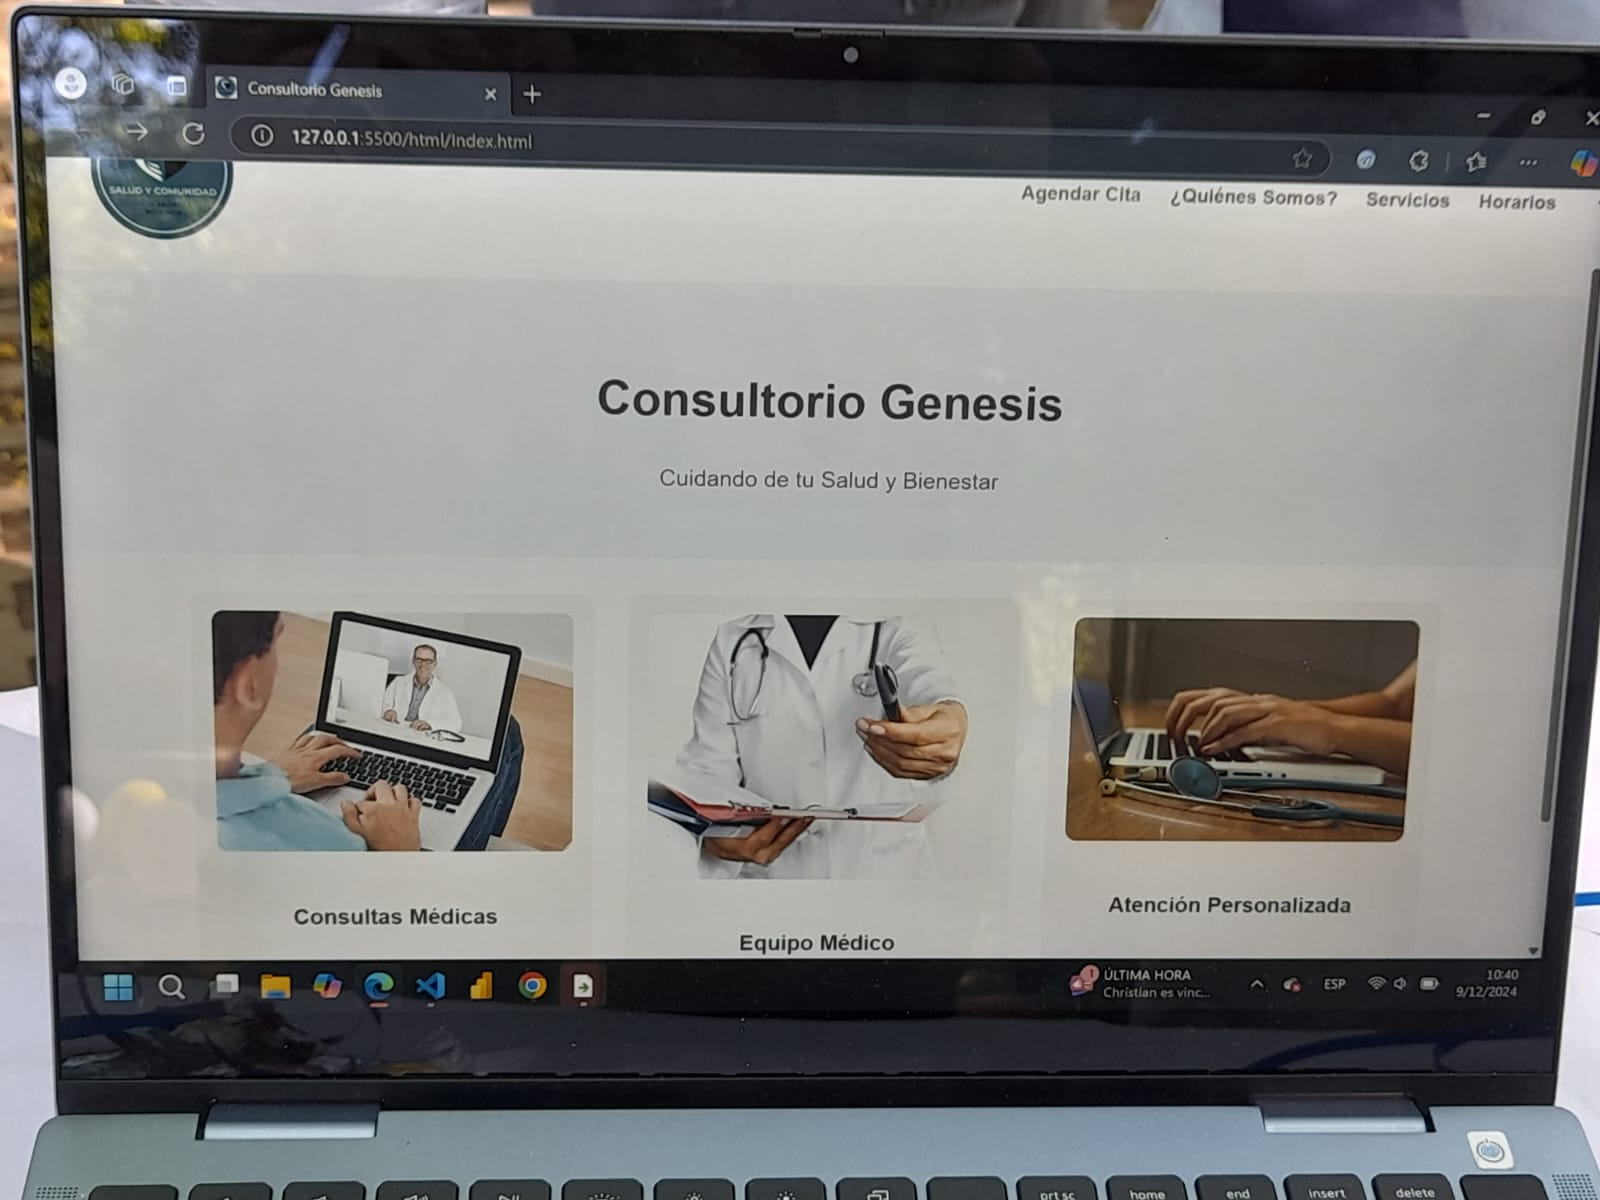 Consultorio Genesis
127.0.0.1:5500/html/index.html
SALUD Y COMUNIDAD
Agendar Cita
¿Quiénes Somos?
Servicios
Horarios
Consultorio Genesis
Cuidando de tu Salud y Bienestar
Consultas Médicas
Equipo Médico
Atención Personalizada
1
ÚLTIMA HORA
Christian es vinc...
ESP
10:40
9/12/2024
prt sc
home
end
insert
delete